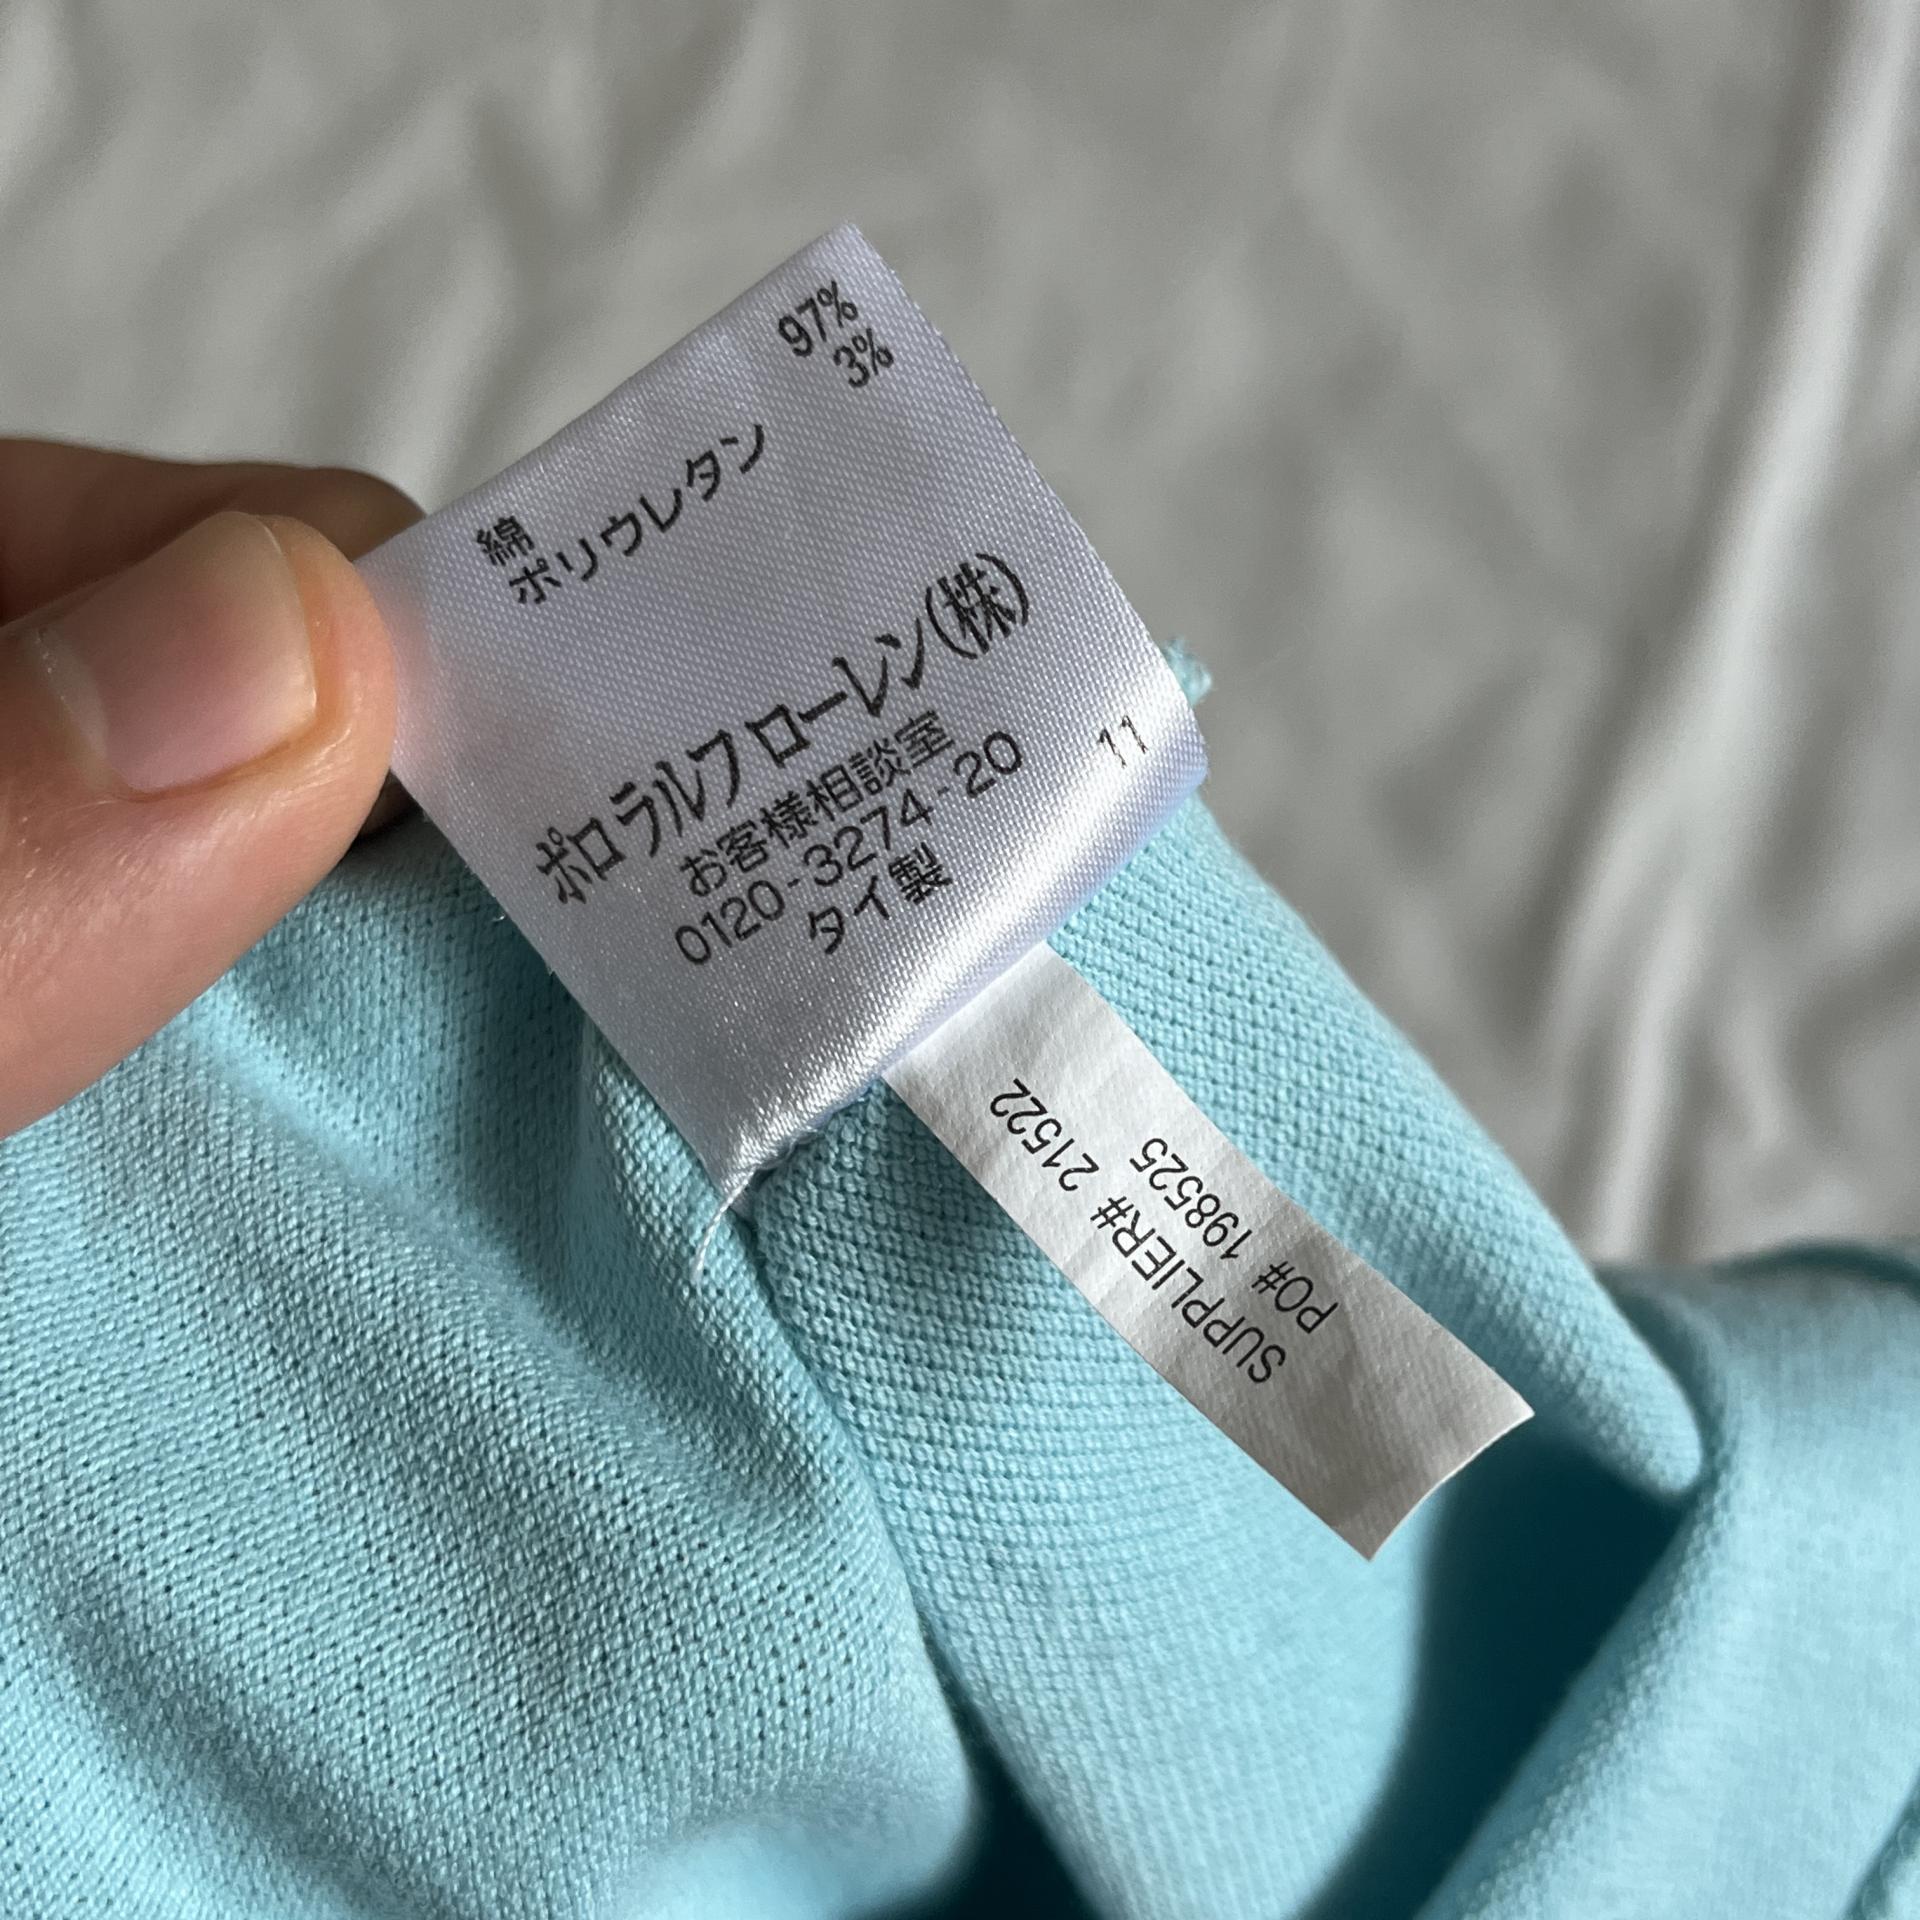 綿 97%
ポリウレタン 3%
ポロ ラルフ ローレン(株)
お客様相談室
0120-3274-20
タイ製
11
SUPPLIER# 21522
PO# 198525